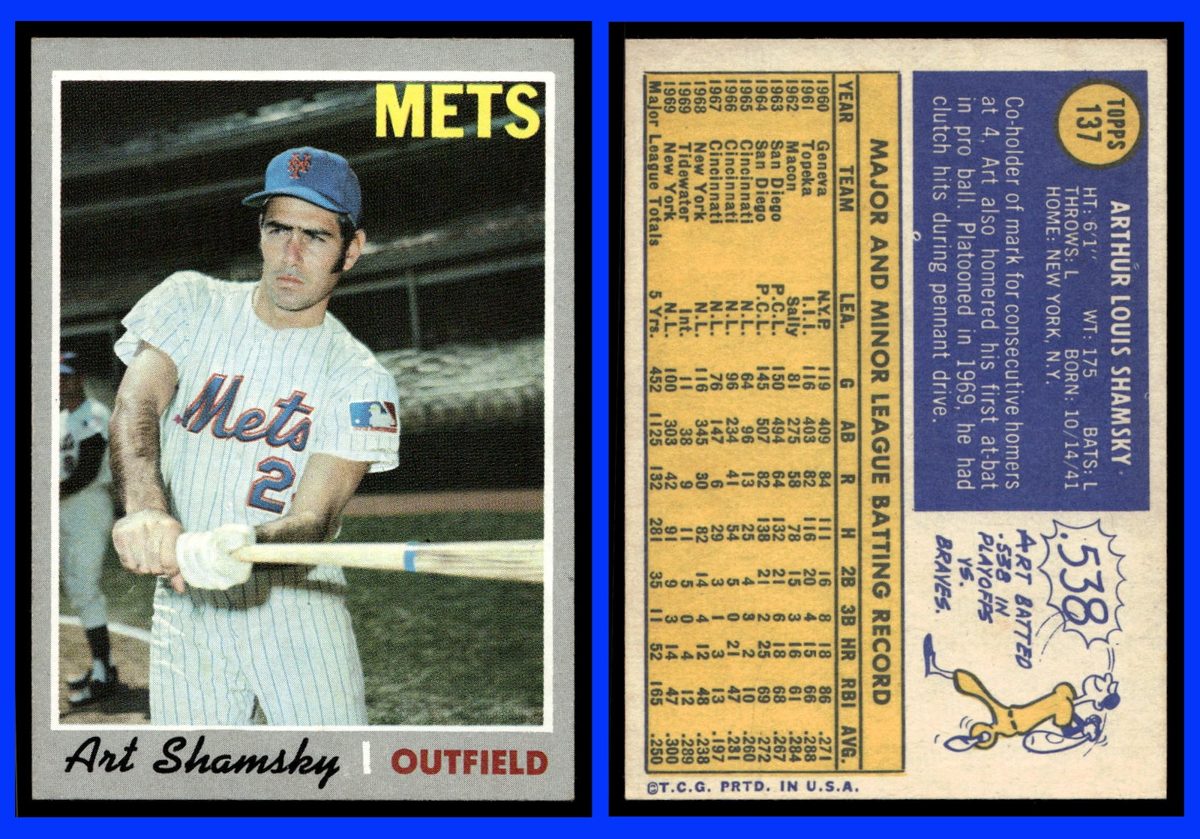 METS
Mets
2
Art Shamsky | OUTFIELD
TOPPS
137
ARTHUR LOUIS SHAMSKY
HT: 6'1" WT: 175 BATS: L
THROWS: L BORN: 10/14/41
HOME: NEW YORK, N.Y.
Co-holder of mark for consecutive homers
at 4, Art also homered his first at-bat
in pro ball. Platooned in 1969, he had
clutch hits during pennant drive.
.538
ART BATTED
.538 IN
PLAYOFFS
VS.
BRAVES.
MAJOR AND MINOR LEAGUE BATTING RECORD
YEAR TEAM LEA. G AB R H 2B 3B HR RBI AVG.
1960 Geneva N.Y.P. 119 409 84 111 16 8 18 86 .271
1961 Topeka I.I.I. 116 403 82 116 20 4 15 66 .288
1962 Macon Sally 81 275 58 78 15 4 16 61 .284
1963 San Diego P.C.L. 150 494 64 132 21 6 18 68 .267
1964 San Diego P.C.L. 145 507 82 138 21 2 25 69 .272
1965 Cincinnati N.L. 64 96 13 25 4 3 2 10 .260
1966 Cincinnati N.L. 96 234 41 54 5 0 21 47 .231
1967 Cincinnati N.L. 76 147 6 29 3 1 3 13 .197
1968 New York N.L. 116 345 30 82 14 4 12 48 .238
1969 Tidewater Int. 11 38 9 11 5 0 4 12 .289
1969 New York N.L. 100 303 42 91 9 3 14 47 .300
Major League Totals 5 Yrs. 452 1125 132 281 35 11 52 165 .250
©T.C.G. PRTD. IN U.S.A.